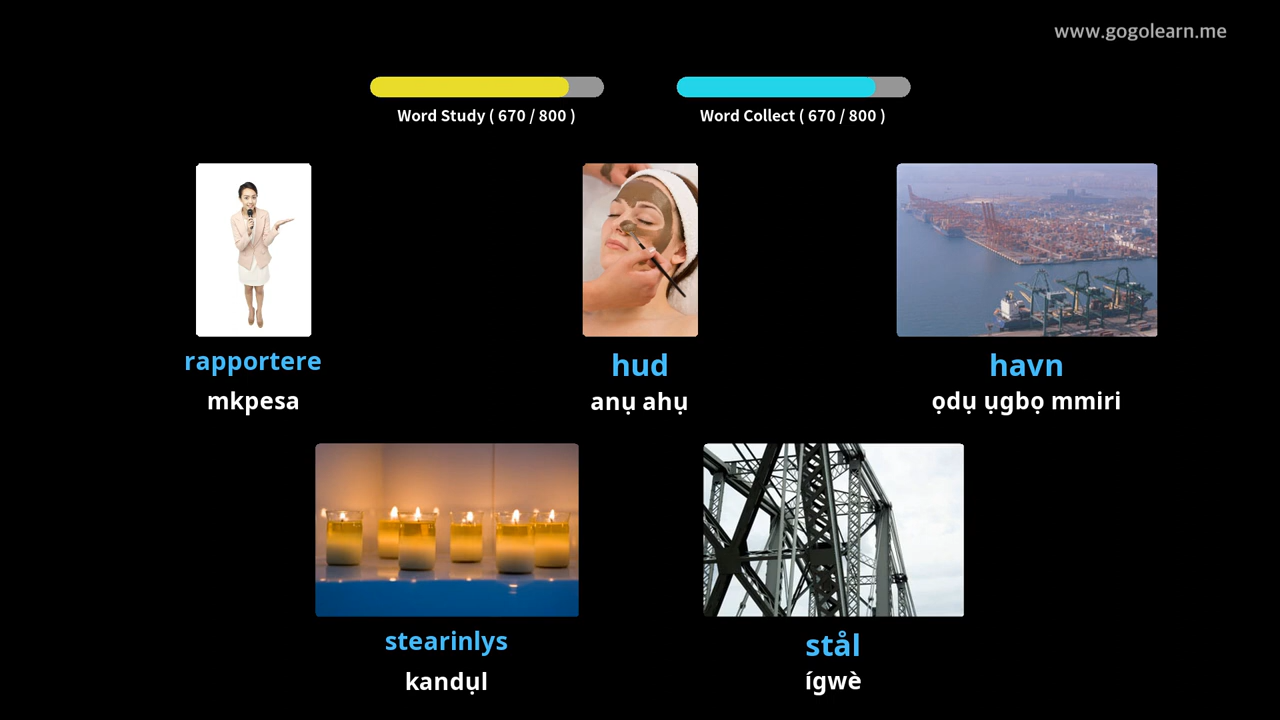 www.gogolearn.me
Word Study ( 670 / 800 )
Word Collect ( 670 / 800 )
rapportere
mkpesa
hud
anụ ahụ
havn
ọdụ ụgbọ mmiri
stearinlys
kandụl
stål
ígwè